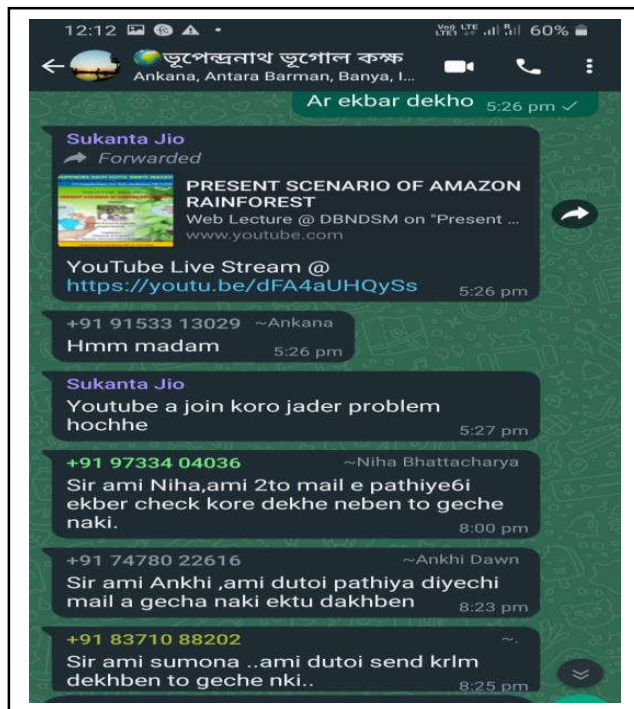 12:12
Vo)) LTE
LTE1 R 60%
ভূপেন্দ্রনাথ ভূগোল কক্ষ
Ankana, Antara Barman, Banya, I...
Ar ekbar dekho 5:26 pm
Sukanta Jio
Forwarded
PRESENT SCENARIO OF AMAZON
RAINFOREST
Web Lecture @ DBNDSM on "Present ...
www.youtube.com
YouTube Live Stream @
https://youtu.be/dFA4aUHQySs 5:26 pm
+91 91533 13029 ~Ankana
Hmm madam 5:26 pm
Sukanta Jio
Youtube a join koro jader problem
hochhe 5:27 pm
+91 97334 04036 ~Niha Bhattacharya
Sir ami Niha,ami 2to mail e pathiye6i
ekber check kore dekhe neben to geche
naki. 8:00 pm
+91 74780 22616 ~Ankhi Dawn
Sir ami Ankhi ,ami dutoi pathiya diyechi
mail a gecha naki ektu dakhben 8:23 pm
+91 83710 88202 ~.
Sir ami sumona ..ami dutoi send krlm
dekhben to geche nki.. 8:25 pm